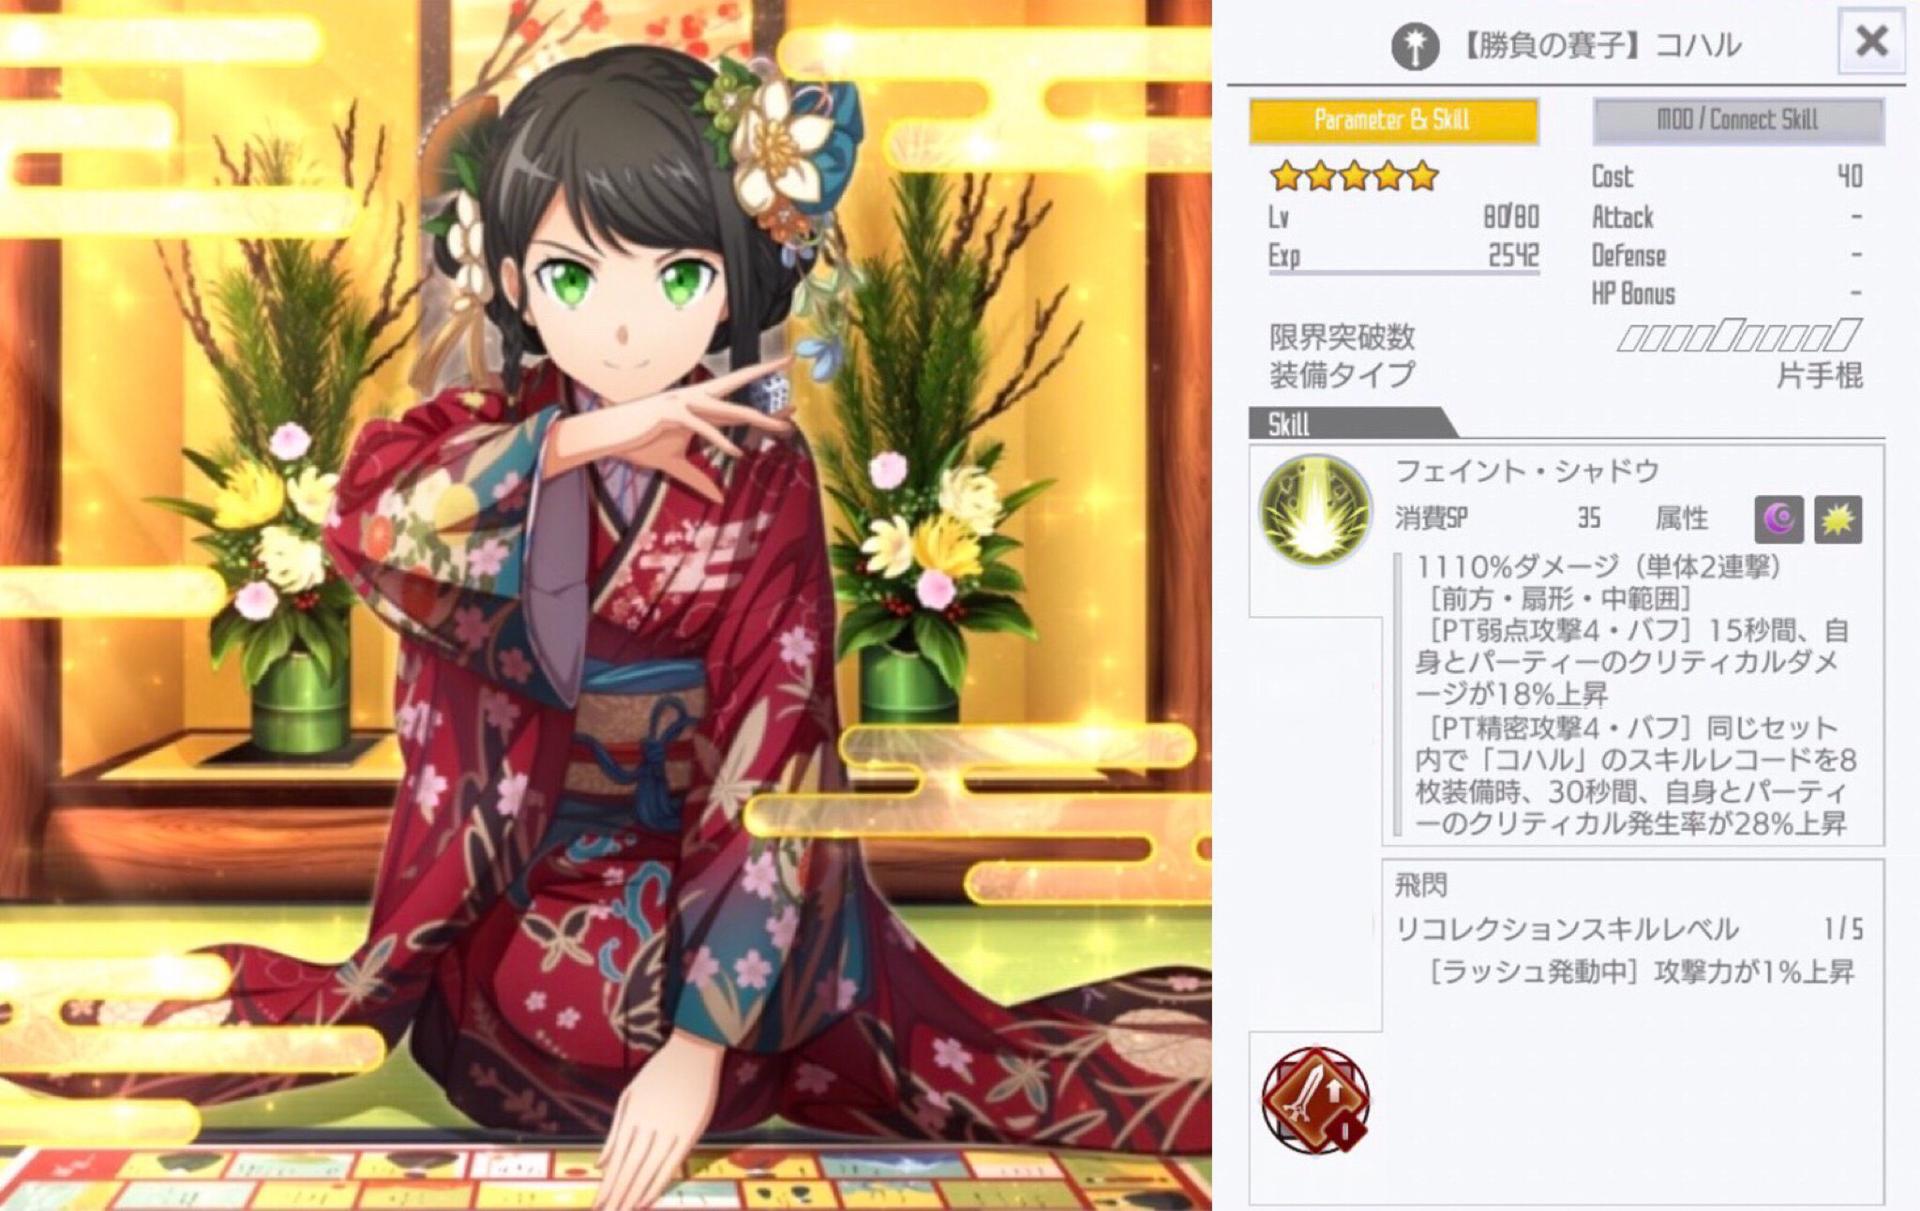 【勝負の賽子】コハル
Parameter & Skill
MOD / Connect Skill
Lv 80/80
Exp 2542
Cost 40
Attack -
Defense -
HP Bonus -
限界突破数
装備タイプ 片手棍
Skill
フェイント・シャドウ
消費SP 35 属性
1110%ダメージ（単体2連撃）
［前方・扇形・中範囲］
［PT弱点攻撃4・バフ］15秒間、自
身とパーティーのクリティカルダメ
ージが18%上昇
［PT精密攻撃4・バフ］同じセット
内で「コハル」のスキルレコードを8
枚装備時、30秒間、自身とパーティ
ーのクリティカル発生率が28%上昇
飛閃
リコレクションスキルレベル 1/5
［ラッシュ発動中］攻撃力が1%上昇
I